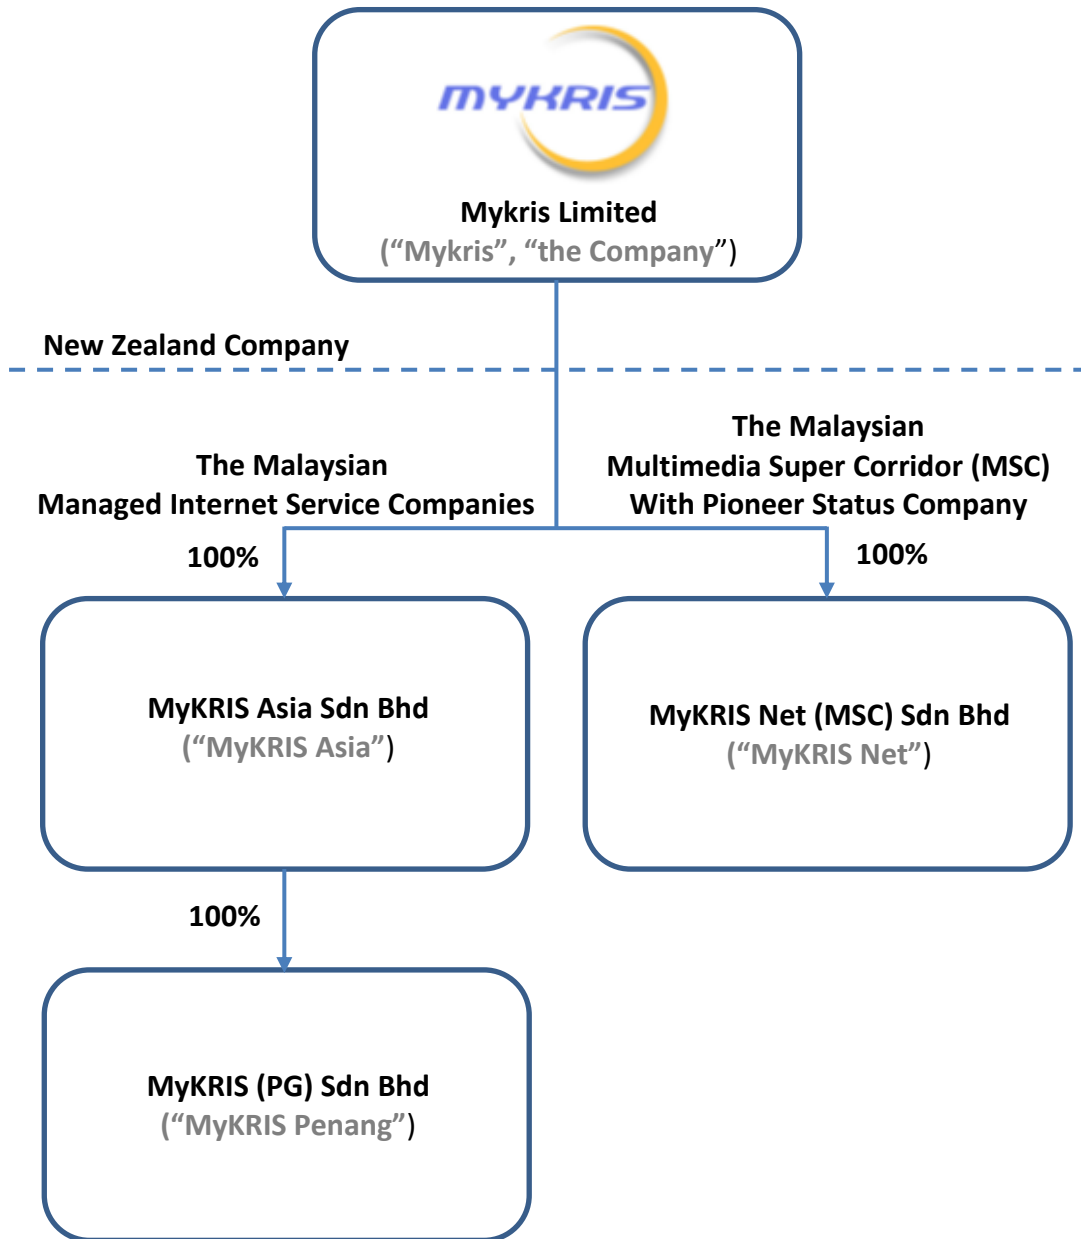 MYKRIS
Mykris Limited
(“Mykris”, “the Company”)
New Zealand Company
The Malaysian
Managed Internet Service Companies
The Malaysian
Multimedia Super Corridor (MSC)
With Pioneer Status Company
100%
100%
MyKRIS Asia Sdn Bhd
(“MyKRIS Asia”)
MyKRIS Net (MSC) Sdn Bhd
(“MyKRIS Net”)
100%
MyKRIS (PG) Sdn Bhd
(“MyKRIS Penang”)